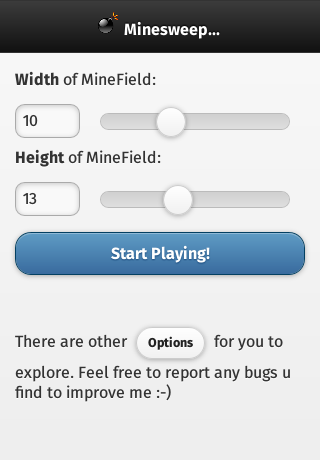 Minesweep...
Width of MineField:
10
Height of MineField:
13
Start Playing!
There are other Options for you to
explore. Feel free to report any bugs u
find to improve me :-)